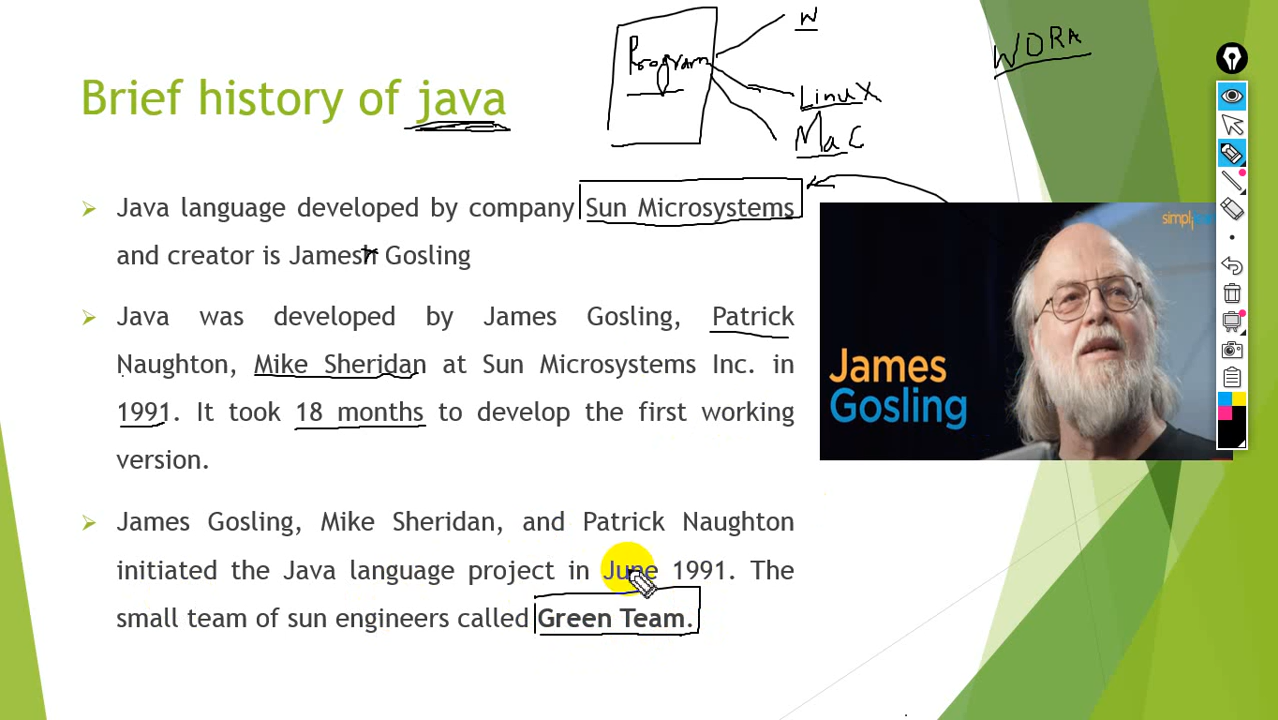 Program
W
Linux
Mac
WORA
Brief history of java
Java language developed by company Sun Microsystems
and creator is Jamesh Gosling
Java was developed by James Gosling, Patrick
Naughton, Mike Sheridan at Sun Microsystems Inc. in
1991. It took 18 months to develop the first working
version.
James Gosling, Mike Sheridan, and Patrick Naughton
initiated the Java language project in June 1991. The
small team of sun engineers called Green Team.
James
Gosling